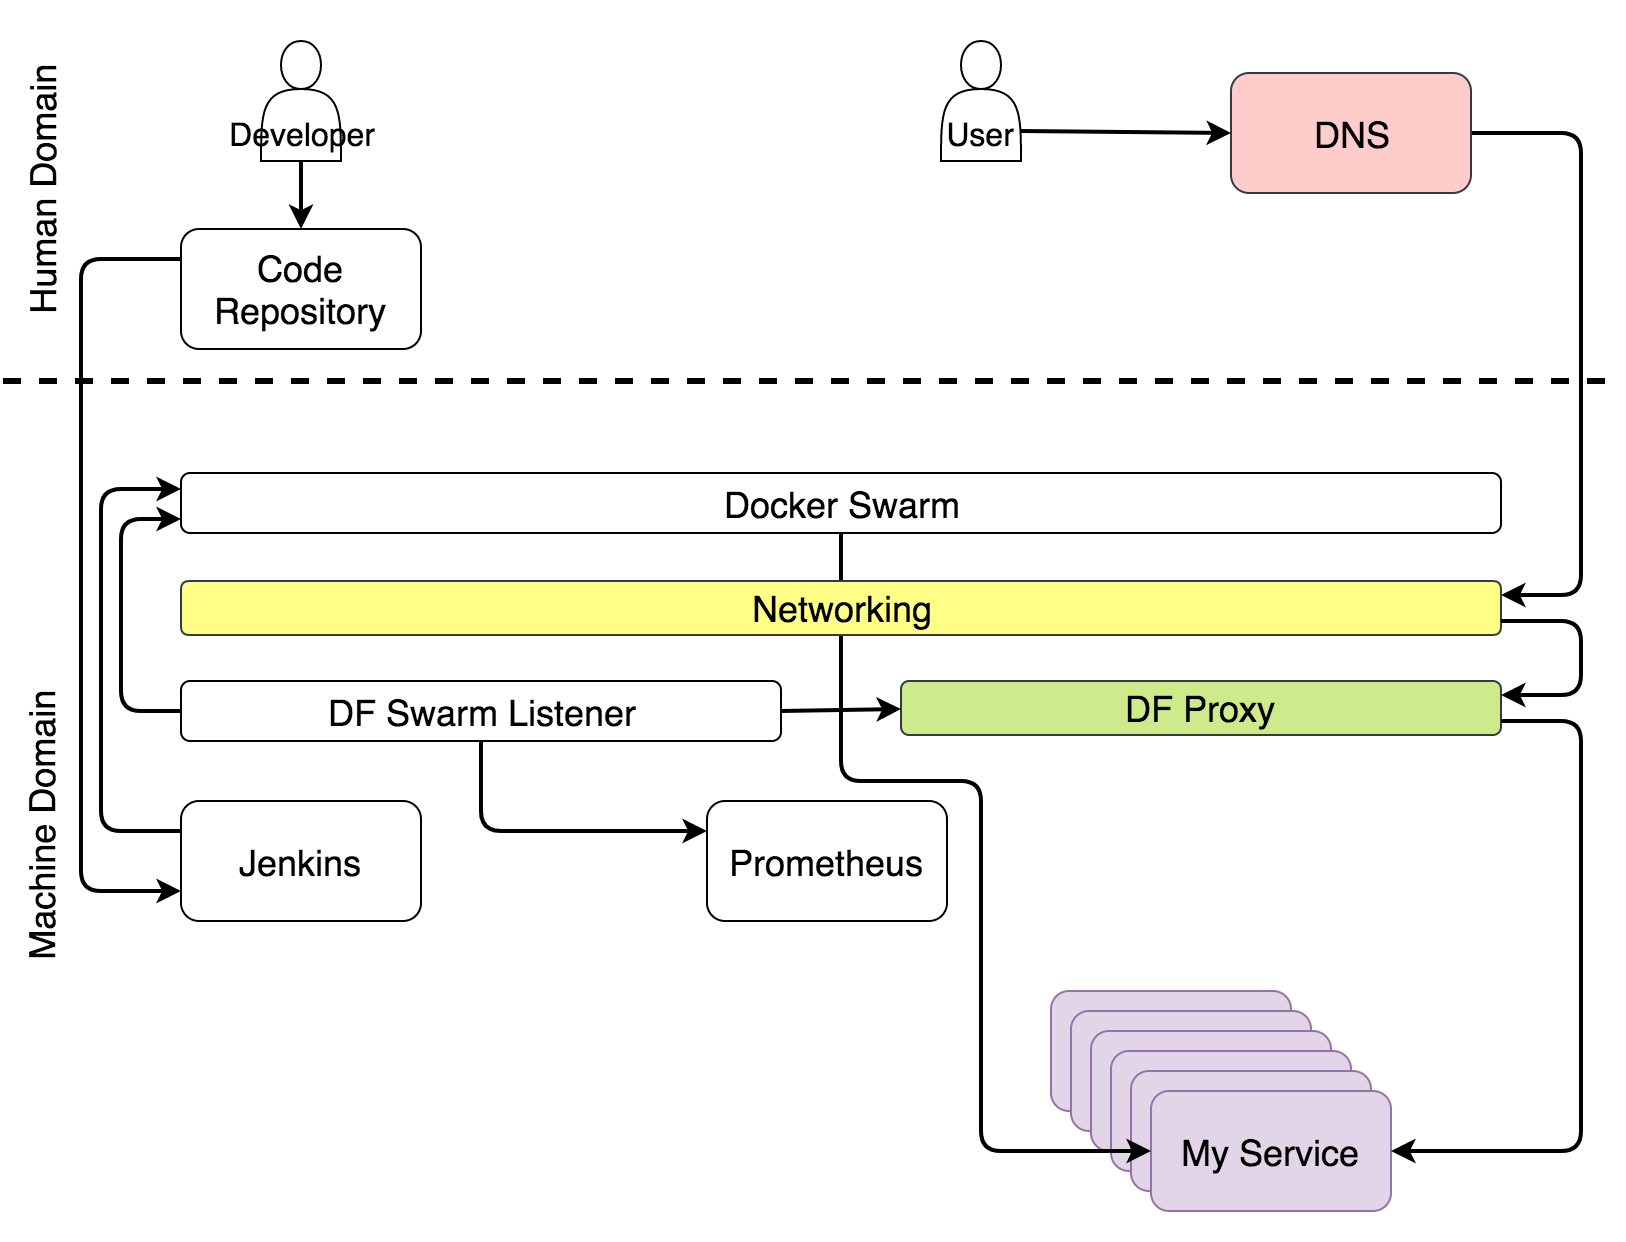 Human Domain
Developer
User
DNS
Code
Repository
Docker Swarm
Networking
DF Swarm Listener
DF Proxy
Machine Domain
Jenkins
Prometheus
My Service